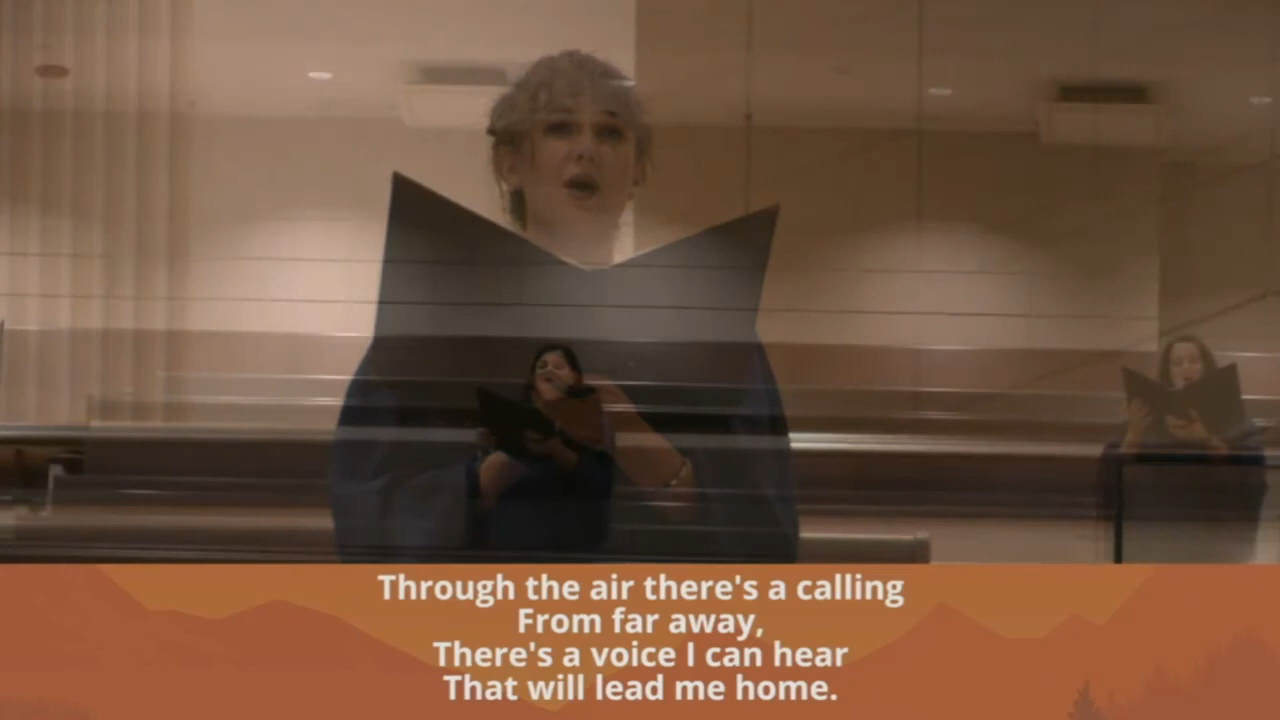 Through the air there's a calling
From far away,
There's a voice I can hear
That will lead me home.